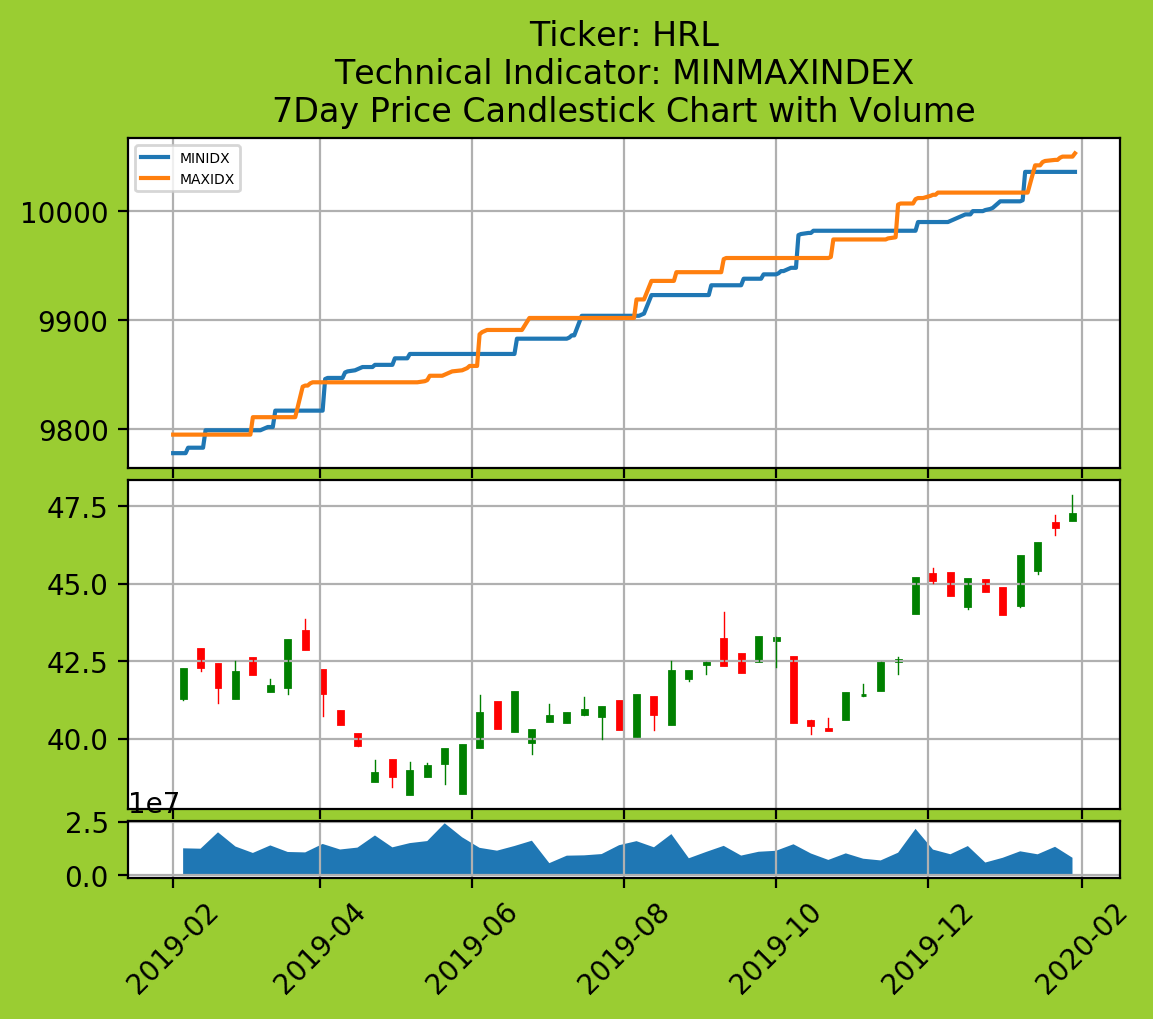 Ticker: HRL
Technical Indicator: MINMAXINDEX
7Day Price Candlestick Chart with Volume
MINIDX
MAXIDX
10000
9900
9800
47.5
45.0
42.5
40.0
1e7
2.5
0.0
2019-02
2019-04
2019-06
2019-08
2019-10
2019-12
2020-02